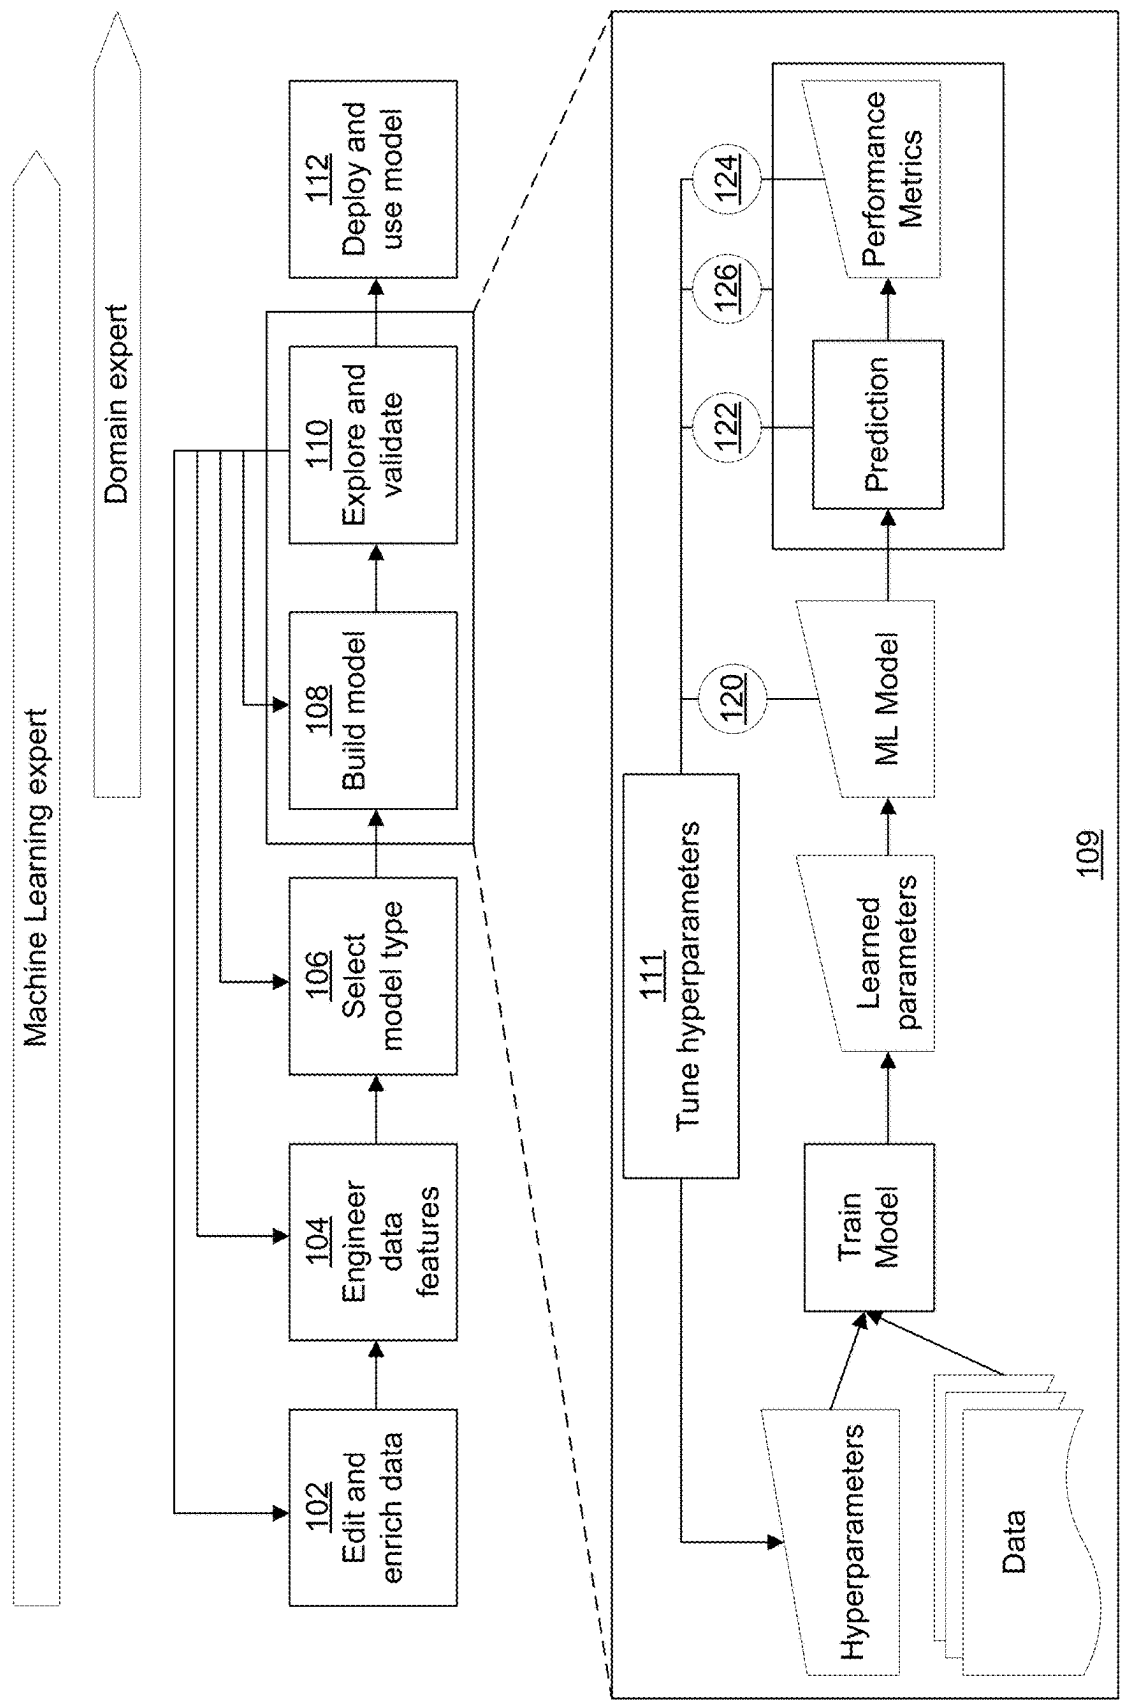 Machine Learning expert
Domain expert
102
Edit and
enrich data
104
Engineer
data
features
106
Select
model type
108
Build model
110
Explore and
validate
112
Deploy and
use model
111
Tune hyperparameters
120
122
126
124
Hyperparameters
Data
Train
Model
Learned
parameters
ML Model
Prediction
Performance
Metrics
109